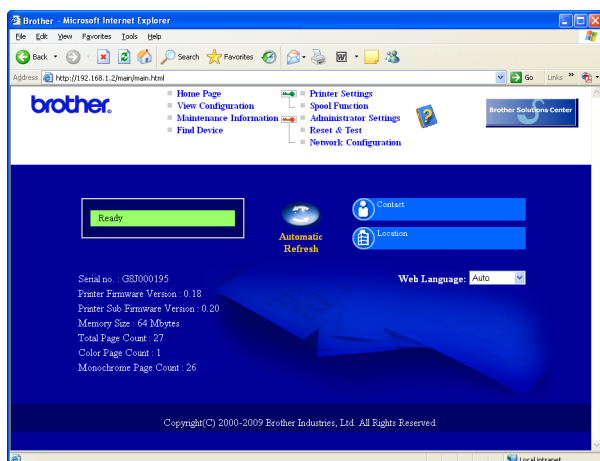 Brother - Microsoft Internet Explorer
File Edit View Favorites Tools Help
Back Search Favorites
Address http://192.168.1.2/main/main.html Go Links
brother.
Home Page
View Configuration
Maintenance Information
Find Device
Printer Settings
Spool Function
Administrator Settings
Reset & Test
Network Configuration
Brother Solutions Center
Ready
Automatic
Refresh
Contact
Location
Web Language: Auto
Serial no. : G8J000195
Printer Firmware Version : 0.18
Printer Sub Firmware Version : 0.20
Memory Size : 64 Mbytes
Total Page Count : 27
Color Page Count : 1
Monochrome Page Count : 26
Copyright(C) 2000-2009 Brother Industries, Ltd. All Rights Reserved.
Local intranet